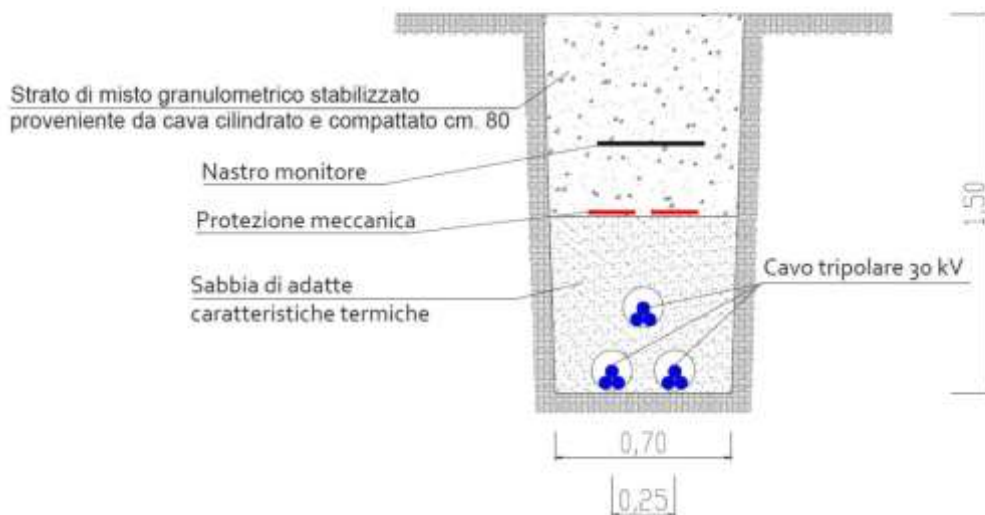 Strato di misto granulometrico stabilizzato
proveniente da cava cilindrato e compattato cm. 80
Nastro monitore
Protezione meccanica
Sabbia di adatte
caratteristiche termiche
Cavo tripolare 30 kV
1,50
0,70
0,25